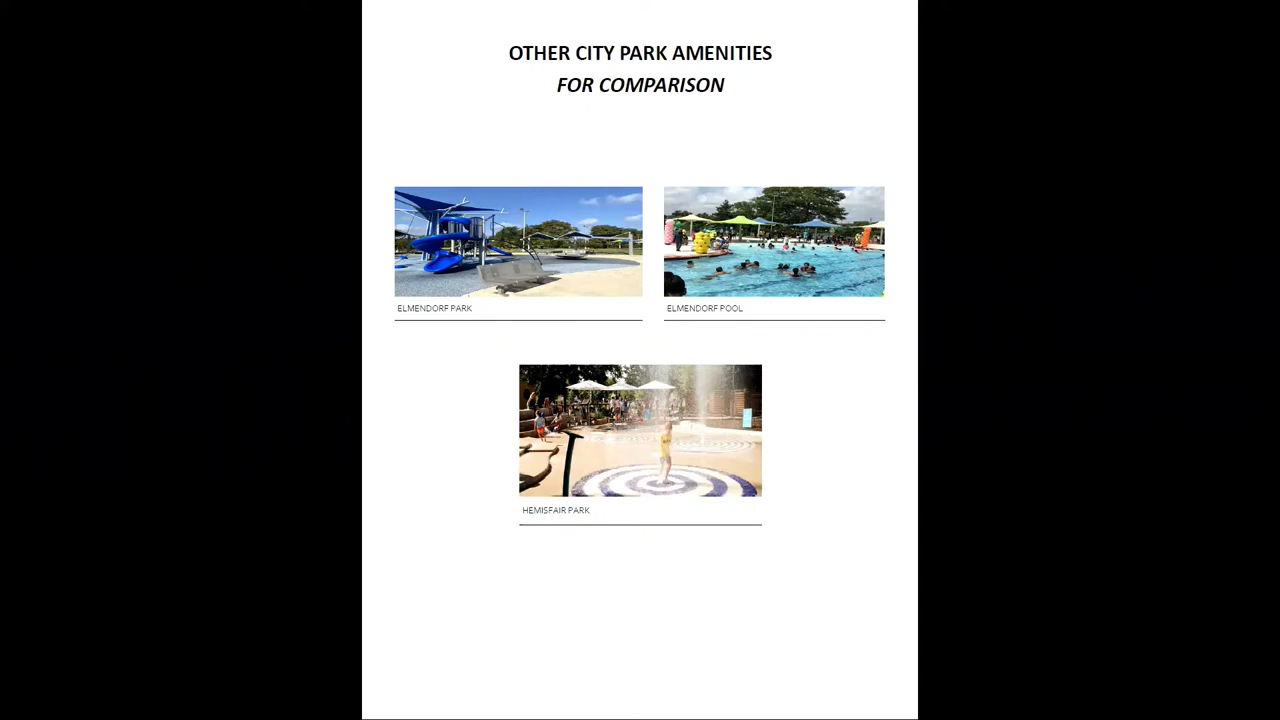 OTHER CITY PARK AMENITIES
FOR COMPARISON
ELMENDORF PARK
ELMENDORF POOL
HEMISFAIR PARK